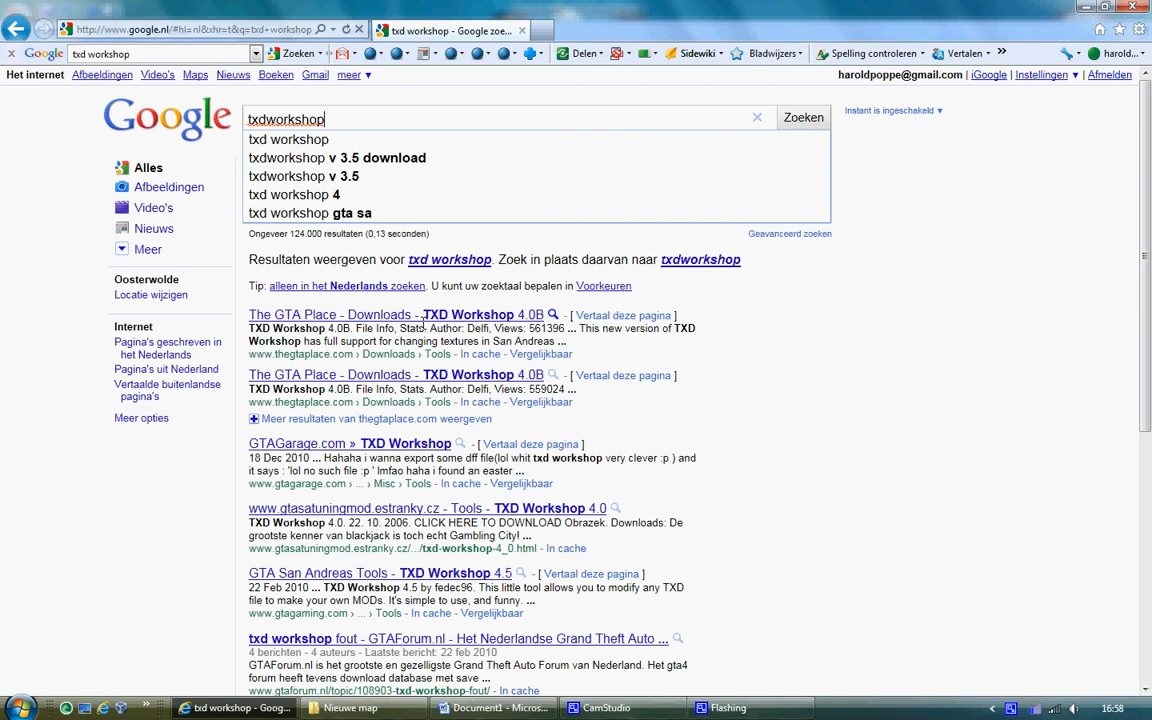 http://www.google.nl/#hl=nl&xhr=t&q=txd+workshop
txd workshop - Google zoe...
Google txd workshop Zoeken Delen Sidewiki Bladwijzers Spelling controleren Vertalen » harold...
Het internet Afbeeldingen Video's Maps Nieuws Boeken Gmail meer ▼ haroldpoppe@gmail.com | iGoogle | Instellingen ▼ | Afmelden
Google txdworkshop Zoeken
Instant is ingeschakeld ▼
txd workshop
txdworkshop v 3.5 download
txdworkshop v 3.5
txd workshop 4
txd workshop gta sa
Alles
Afbeeldingen
Video's
Nieuws
Meer
Oosterwolde
Locatie wijzigen
Internet
Pagina's geschreven in
het Nederlands
Pagina's uit Nederland
Vertaalde buitenlandse
pagina's
Meer opties
Ongeveer 124.000 resultaten (0,13 seconden) Geavanceerd zoeken
Resultaten weergeven voor txd workshop. Zoek in plaats daarvan naar txdworkshop
Tip: alleen in het Nederlands zoeken. U kunt uw zoektaal bepalen in Voorkeuren
The GTA Place - Downloads - TXD Workshop 4.0B - [ Vertaal deze pagina ]
TXD Workshop 4.0B. File Info, Stats. Author: Delfi, Views: 561396 ... This new version of TXD
Workshop has full support for changing textures in San Andreas ...
www.thegtaplace.com › Downloads › Tools - In cache - Vergelijkbaar
The GTA Place - Downloads - TXD Workshop 4.0B - [ Vertaal deze pagina ]
TXD Workshop 4.0B. File Info, Stats. Author: Delfi, Views: 559024 ...
www.thegtaplace.com › Downloads › Tools - In cache - Vergelijkbaar
Meer resultaten van thegtaplace.com weergeven
GTAGarage.com » TXD Workshop - [ Vertaal deze pagina ]
18 Dec 2010 ... Hahaha i wanna export some dff file(lol whit txd workshop very clever :p ) and
it says : 'lol no such file :p ' lmfao haha i found an easter ...
www.gtagarage.com › ... › Misc › Tools - In cache - Vergelijkbaar
www.gtasatuningmod.estranky.cz - Tools - TXD Workshop 4.0
TXD Workshop 4.0. 22. 10. 2006. CLICK HERE TO DOWNLOAD Obrazek. Downloads: De
grootste kenner van blackjack is toch echt Gambling City! ...
www.gtasatuningmod.estranky.cz/.../txd-workshop-4_0.html - In cache
GTA San Andreas Tools - TXD Workshop 4.5 - [ Vertaal deze pagina ]
22 Feb 2010 ... TXD Workshop 4.5 by fedec96. This little tool allows you to modify any TXD
file to make your own MODs. It's simple to use, and funny. ...
www.gtagaming.com › ... › Tools - In cache - Vergelijkbaar
txd workshop fout - GTAForum.nl - Het Nederlandse Grand Theft Auto ...
4 berichten - 4 auteurs - Laatste bericht: 22 feb 2010
GTAForum.nl is het grootste en gezelligste Grand Theft Auto Forum van Nederland. Het gta4
forum heeft tevens download database met save ...
www.gtaforum.nl/topic/108903-txd-workshop-fout/ - In cache
txd workshop - Goog... Nieuwe map Document1 - Micros... CamStudio Flashing 16:58